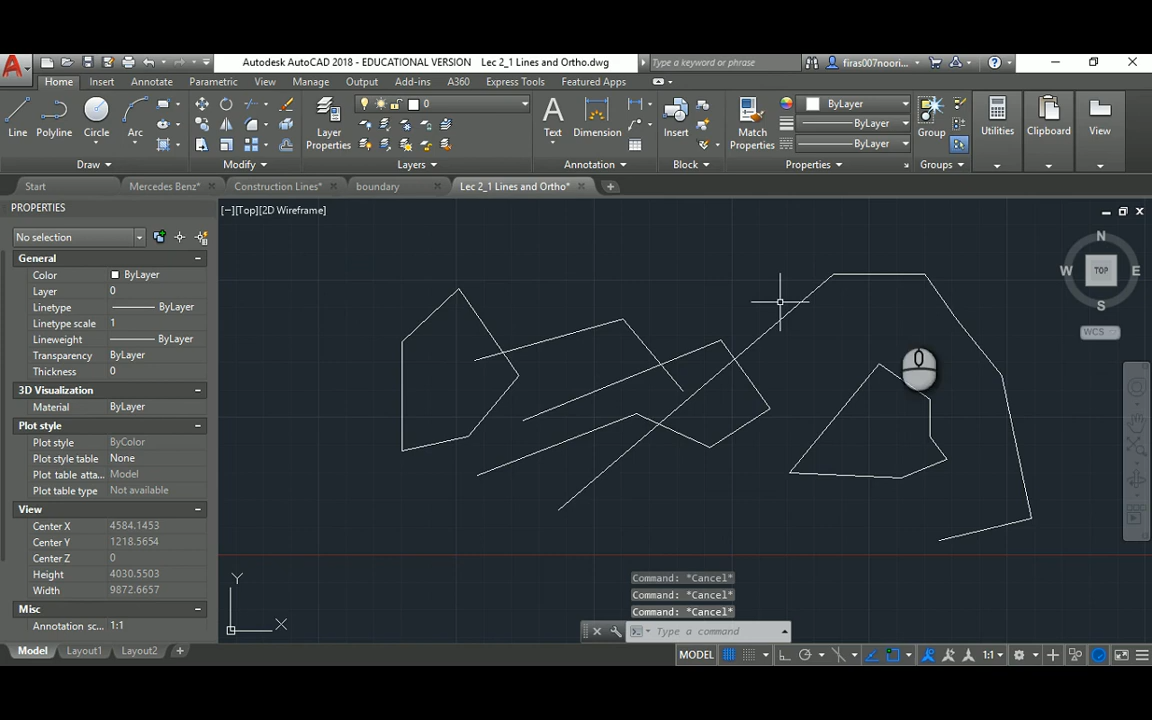 Autodesk AutoCAD 2018 - EDUCATIONAL VERSION Lec 2_1 Lines and Ortho.dwg
Type a keyword or phrase
firas007noori...
Home Insert Annotate Parametric View Manage Output Add-ins A360 Express Tools Featured Apps
Line Polyline Circle Arc
Layer Properties
0
Text Dimension
Insert
Match Properties
ByLayer
ByLayer
ByLayer
Group
Utilities
Clipboard
View
Draw Modify Layers Annotation Block Properties Groups
Start Mercedes Benz* Construction Lines* boundary Lec 2_1 Lines and Ortho*
PROPERTIES
[−][Top][2D Wireframe]
No selection
General
Color ByLayer
Layer 0
Linetype ByLayer
Linetype scale 1
Lineweight ByLayer
Transparency ByLayer
Thickness 0
3D Visualization
Material ByLayer
Plot style
Plot style ByColor
Plot style table None
Plot table atta... Model
Plot table type Not available
View
Center X 4584.1453
Center Y 1218.5654
Center Z 0
Height 4030.5503
Width 9872.6657
Misc
Annotation sc... 1:1
N
W TOP E
S
WCS
Y
X
Command: *Cancel*
Command: *Cancel*
Command: *Cancel*
Type a command
Model Layout1 Layout2
MODEL
1:1